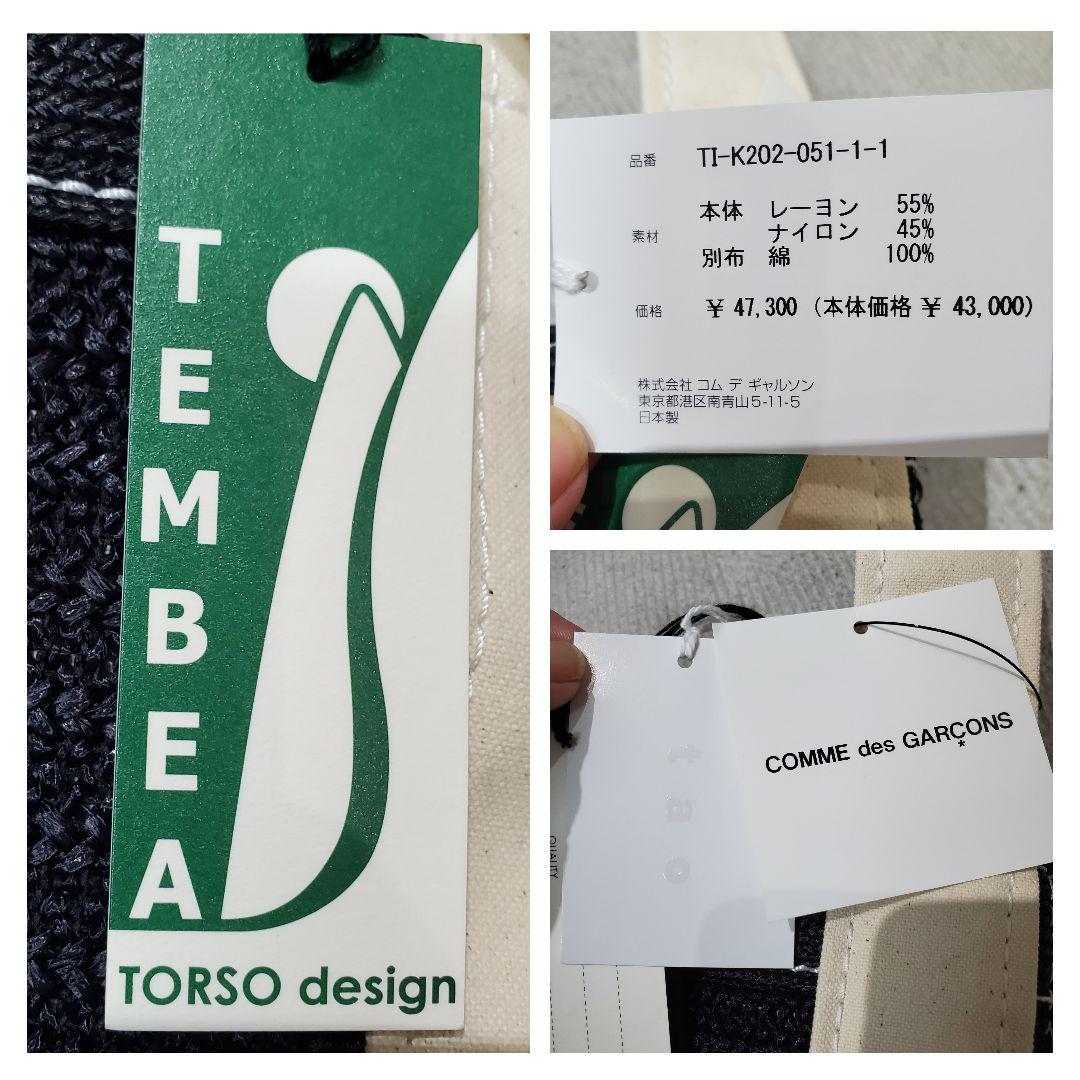 TEMBEA
TORSO design
品番 TI-K202-051-1-1
素材 本体 レーヨン 55%
ナイロン 45%
別布 綿 100%
価格 ¥ 47,300 (本体価格 ¥ 43,000)
株式会社 コム デ ギャルソン
東京都港区南青山5-11-5
日本製
tao
COMME des GARÇONS
*
QUALITY